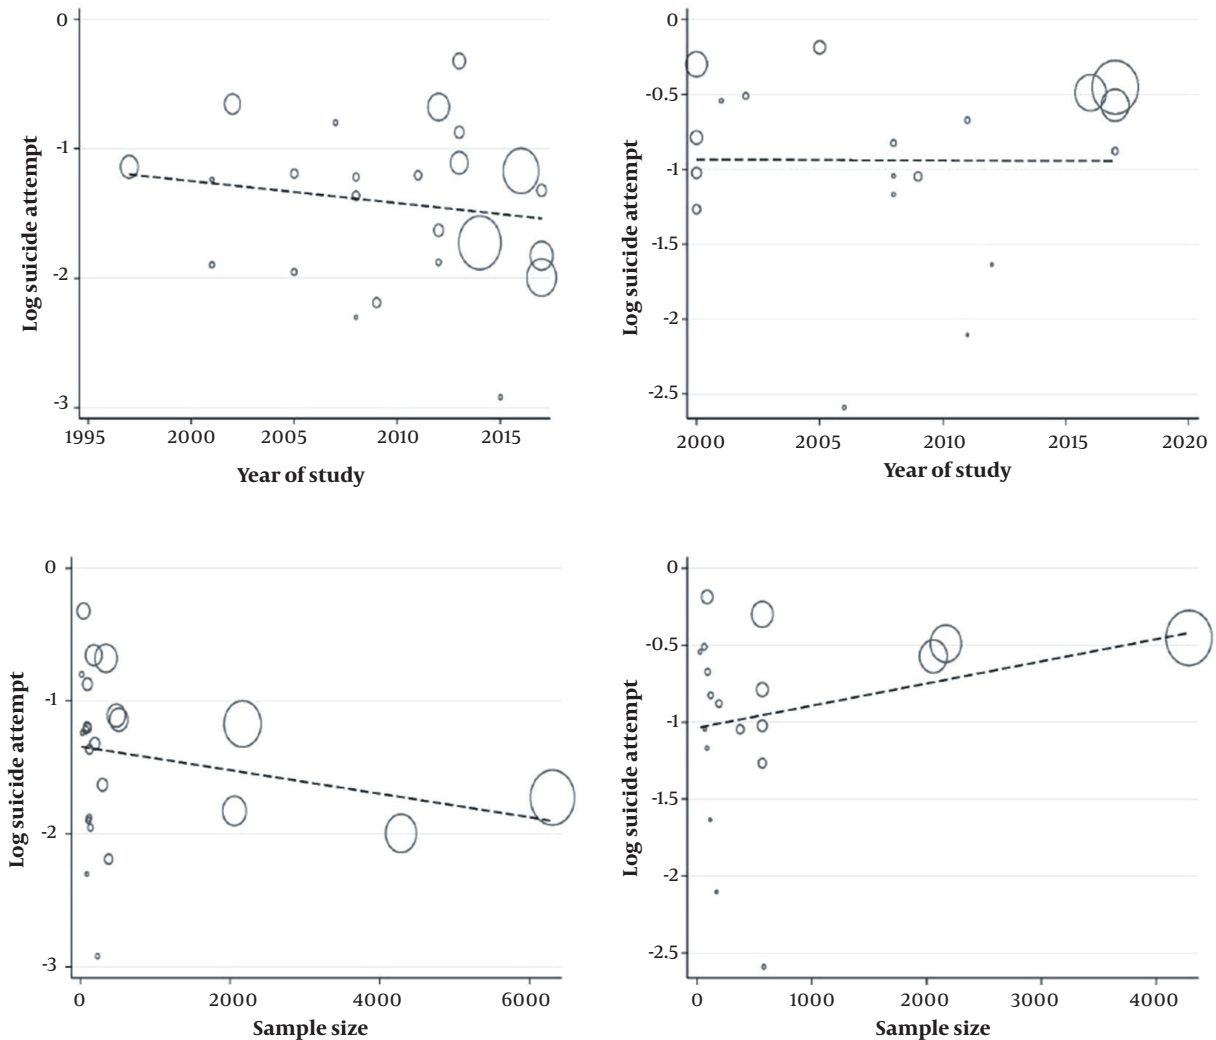 0
-1
-2
-3
Log suicide attempt
1995 2000 2005 2010 2015
Year of study
0
-0.5
-1
-1.5
-2
-2.5
Log suicide attempt
2000 2005 2010 2015 2020
Year of study
0
-1
-2
-3
Log suicide attempt
0 2000 4000 6000
Sample size
0
-0.5
-1
-1.5
-2
-2.5
Log suicide attempt
0 1000 2000 3000 4000
Sample size